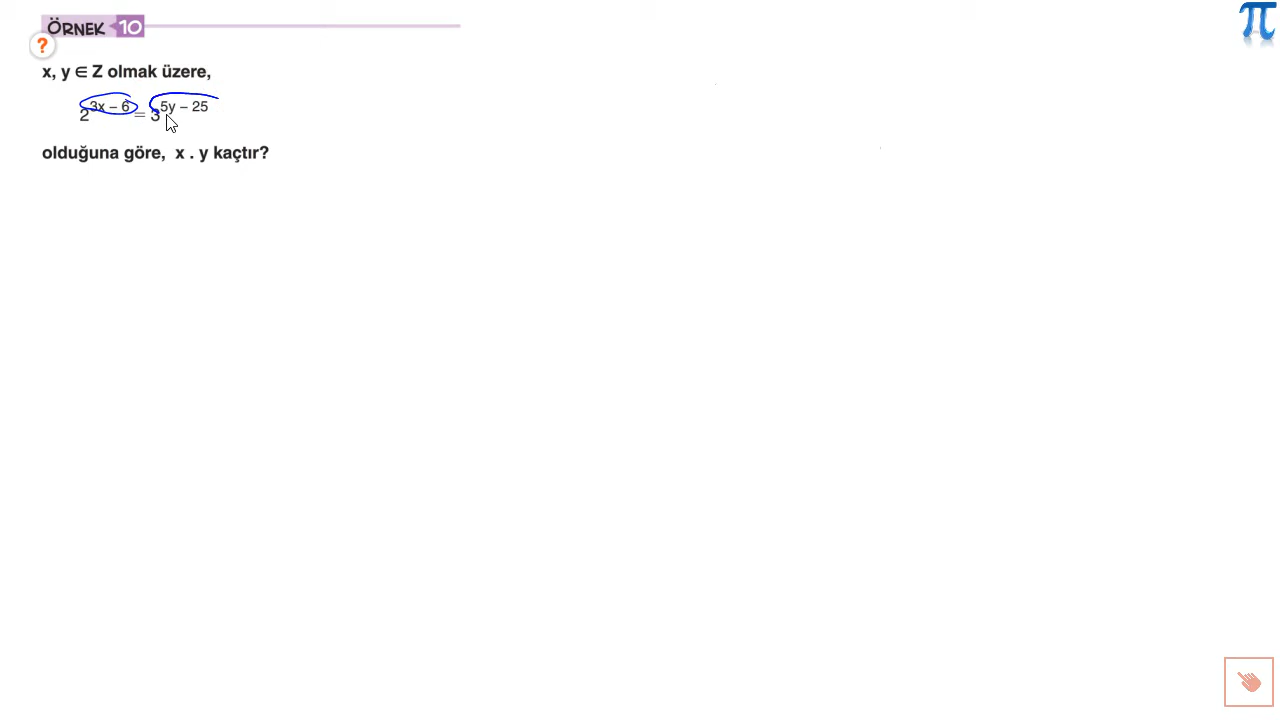 ÖRNEK 10
?
x, y ∈ Z olmak üzere,
2^(3x – 6) = 3^(5y – 25)
olduğuna göre, x . y kaçtır?
π